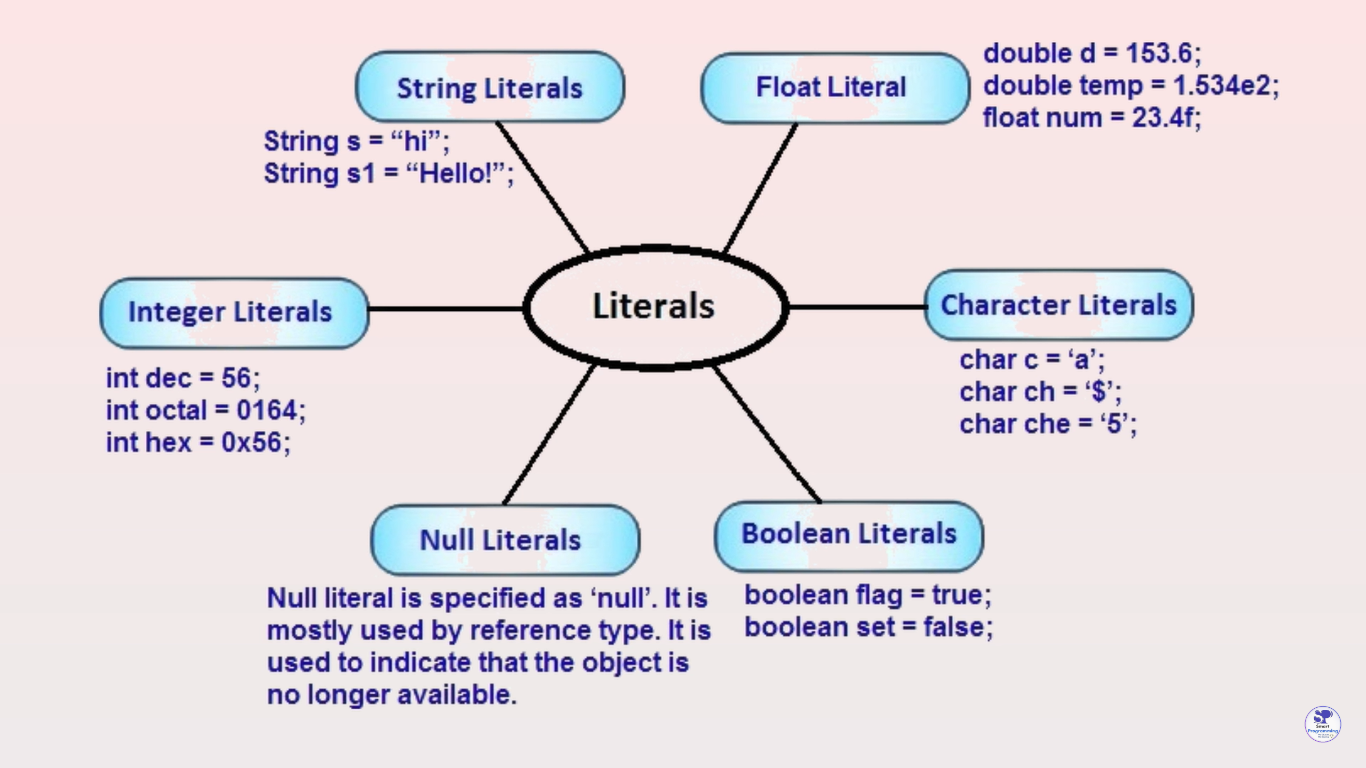 String Literals
String s = “hi”;
String s1 = “Hello!”;
Float Literal
double d = 153.6;
double temp = 1.534e2;
float num = 23.4f;
Integer Literals
int dec = 56;
int octal = 0164;
int hex = 0x56;
Literals
Character Literals
char c = ‘a’;
char ch = ‘$’;
char che = ‘5’;
Null Literals
Null literal is specified as ‘null’. It is
mostly used by reference type. It is
used to indicate that the object is
no longer available.
Boolean Literals
boolean flag = true;
boolean set = false;
SP
Smart
Programming